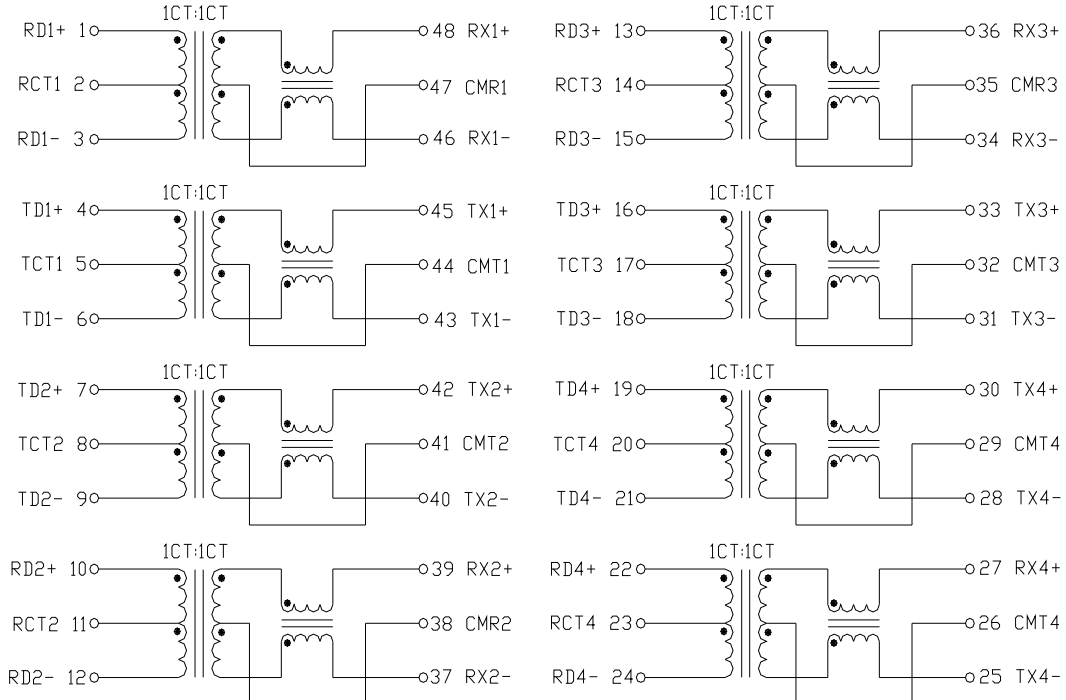 1CT:1CT 1CT:1CT
RD1+ 1 48 RX1+ RD3+ 13 36 RX3+
RCT1 2 47 CMR1 RCT3 14 35 CMR3
RD1- 3 46 RX1- RD3- 15 34 RX3-
1CT:1CT 1CT:1CT
TD1+ 4 45 TX1+ TD3+ 16 33 TX3+
TCT1 5 44 CMT1 TCT3 17 32 CMT3
TD1- 6 43 TX1- TD3- 18 31 TX3-
1CT:1CT 1CT:1CT
TD2+ 7 42 TX2+ TD4+ 19 30 TX4+
TCT2 8 41 CMT2 TCT4 20 29 CMT4
TD2- 9 40 TX2- TD4- 21 28 TX4-
1CT:1CT 1CT:1CT
RD2+ 10 39 RX2+ RD4+ 22 27 RX4+
RCT2 11 38 CMR2 RCT4 23 26 CMT4
RD2- 12 37 RX2- RD4- 24 25 TX4-